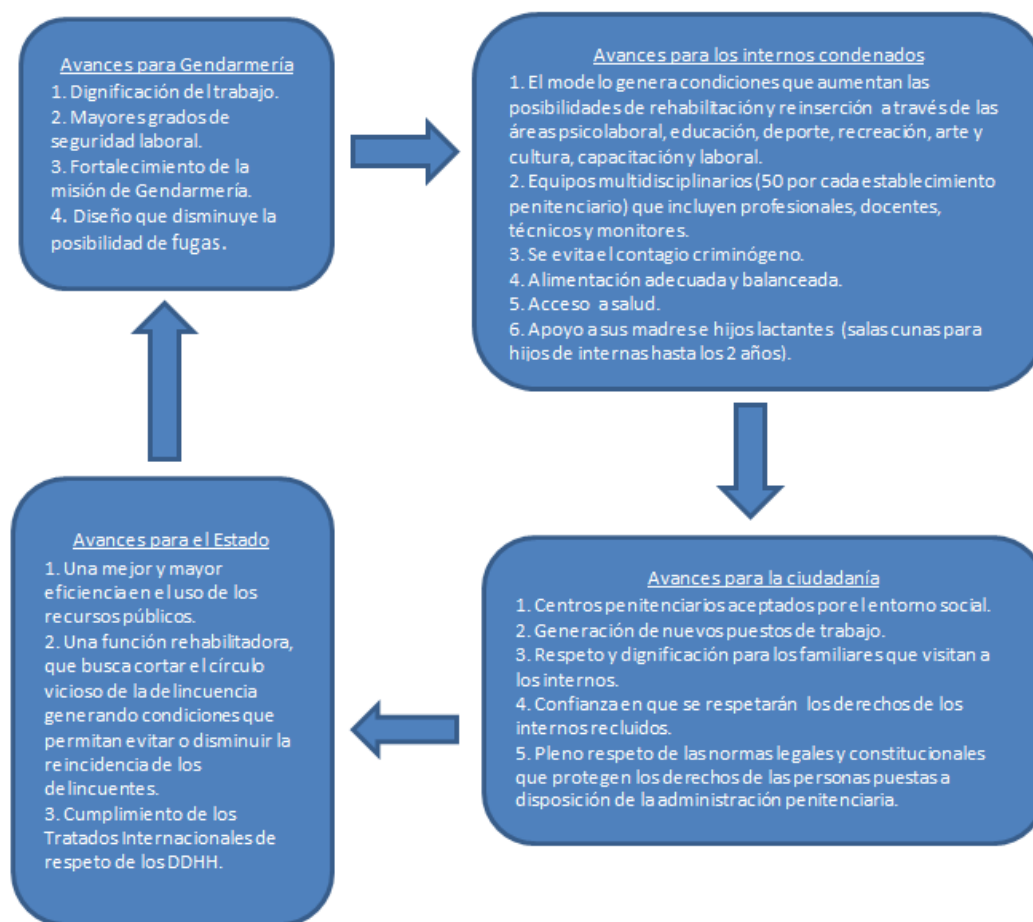 Avances para Gendarmería
1. Dignificación del trabajo.
2. Mayores grados de
seguridad laboral.
3. Fortalecimiento de la
misión de Gendarmería.
4. Diseño que disminuye la
posibilidad de fugas.
Avances para los internos condenados
1. El modelo genera condiciones que aumentan las
posibilidades de rehabilitación y reinserción a través de las
áreas psicolaboral, educación, deporte, recreación, arte y
cultura, capacitación y laboral.
2. Equipos multidisciplinarios (50 por cada establecimiento
penitenciario) que incluyen profesionales, docentes,
técnicos y monitores.
3. Se evita el contagio criminógeno.
4. Alimentación adecuada y balanceada.
5. Acceso a salud.
6. Apoyo a sus madres e hijos lactantes (salas cunas para
hijos de internas hasta los 2 años).
Avances para la ciudadanía
1. Centros penitenciarios aceptados por el entorno social.
2. Generación de nuevos puestos de trabajo.
3. Respeto y dignificación para los familiares que visitan a
los internos.
4. Confianza en que se respetarán los derechos de los
internos recluidos.
5. Pleno respeto de las normas legales y constitucionales
que protegen los derechos de las personas puestas a
disposición de la administración penitenciaria.
Avances para el Estado
1. Una mejor y mayor
eficiencia en el uso de los
recursos públicos.
2. Una función rehabilitadora,
que busca cortar el círculo
vicioso de la delincuencia
generando condiciones que
permitan evitar o disminuir la
reincidencia de los
delincuentes.
3. Cumplimiento de los
Tratados Internacionales de
respeto de los DDHH.